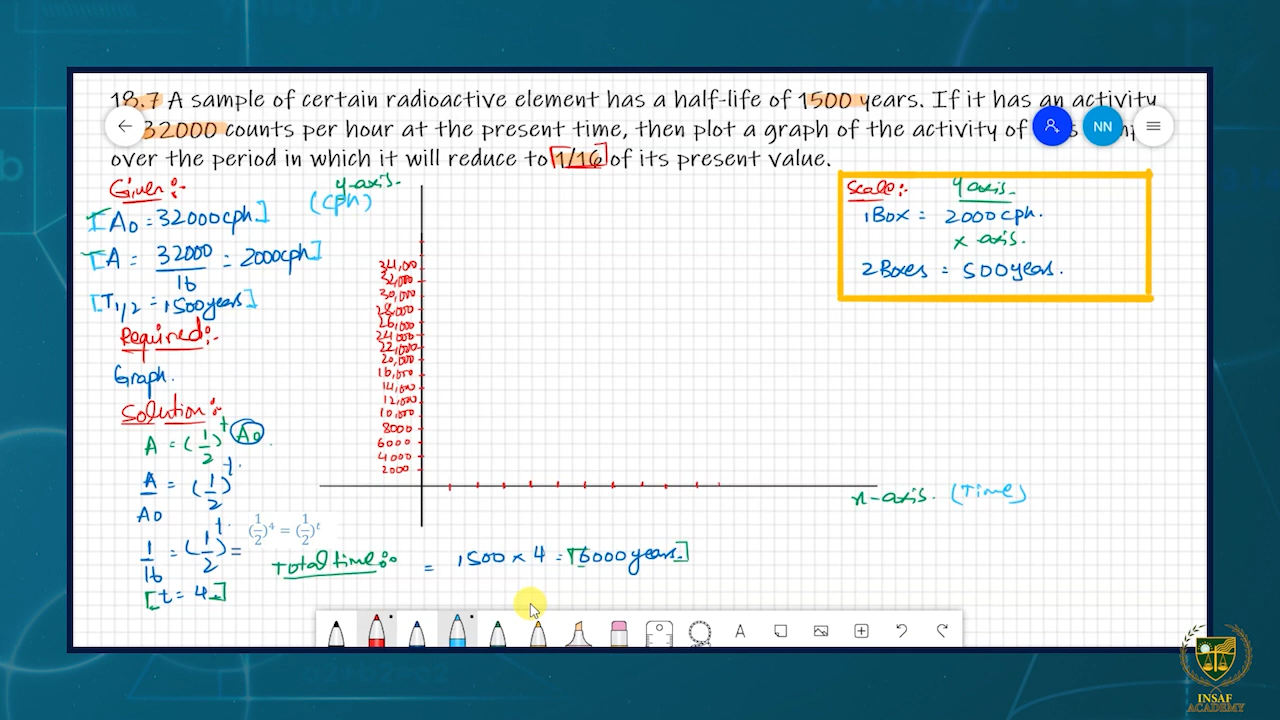 18.7 A sample of certain radioactive element has a half-life of 1500 years. If it has an activity
32000 counts per hour at the present time, then plot a graph of the activity of
over the period in which it will reduce to 1/16 of its present value.
NN
Given:-
[A0 = 32000cph]
[A = 32000/16 = 2000cph]
[T1/2 = 1500years]
Required:-
Graph.
Solution:-
A = (1/2)^t A0.
A/A0 = (1/2)^t.
1/16 = (1/2)^t. =
(1/2)^4 = (1/2)^t
[t = 4]
Total time:-
= 1500 × 4 = [6000years.]
y-axis.
(cph)
34,000
32,000
30,000
28,000
26,000
24,000
22,000
20,000
16,000
14,000
12,000
10,000
8000
6000
4000
2000
x-axis. (Time)
Scale:- Y axis.
1Box = 2000cph.
x axis.
2Boxes = 500years.
A
INSAF
ACADEMY